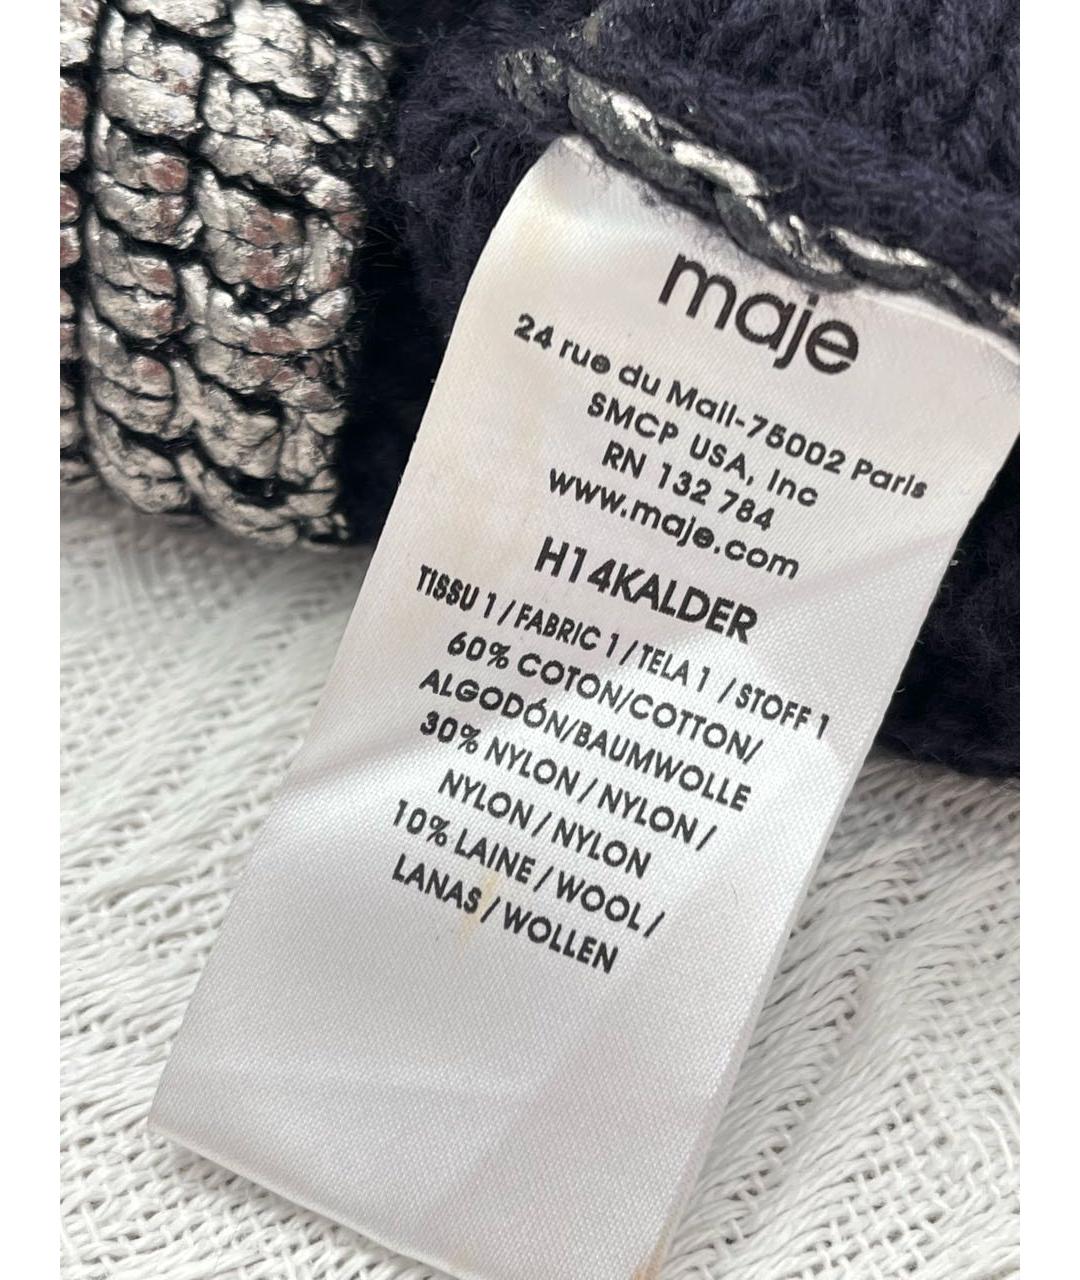 maje
24 rue du Mail-75002 Paris
SMCP USA, Inc
RN 132 784
www.maje.com
H14KALDER
TISSU 1 / FABRIC 1 / TELA 1 / STOFF 1
60% COTON/COTTON/
ALGODÓN/BAUMWOLLE
30% NYLON / NYLON /
NYLON / NYLON
10% LAINE / WOOL /
LANAS / WOLLEN